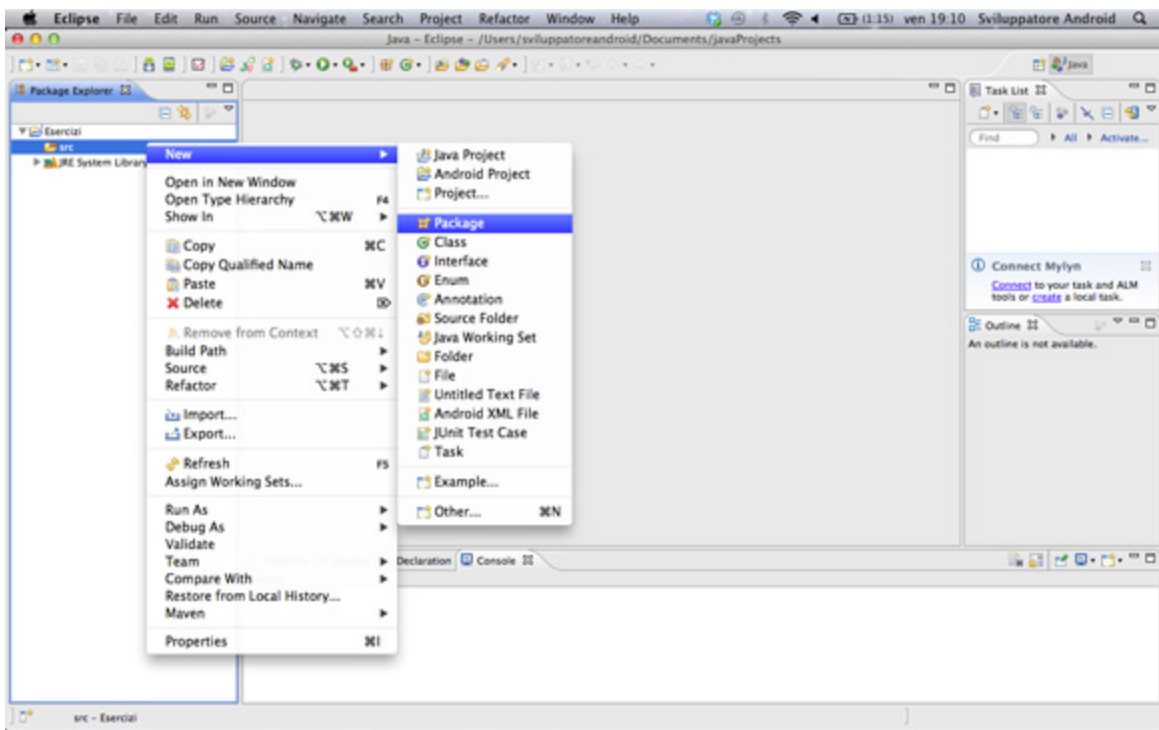 Eclipse File Edit Run Source Navigate Search Project Refactor Window Help (1:15) ven 19:10 Sviluppatore Android
Java – Eclipse – /Users/sviluppatoreandroid/Documents/javaProjects
Java
Package Explorer
Esercizi
src
JRE System Library
New
Open in New Window
Open Type Hierarchy F4
Show In ⌥⌘W
Copy ⌘C
Copy Qualified Name
Paste ⌘V
Delete ⌦
Remove from Context ⌥⇧⌘↓
Build Path
Source ⌥⌘S
Refactor ⌥⌘T
Import...
Export...
Refresh F5
Assign Working Sets...
Run As
Debug As
Validate
Team
Compare With
Restore from Local History...
Maven
Properties ⌘I
Java Project
Android Project
Project...
Package
Class
Interface
Enum
Annotation
Source Folder
Java Working Set
Folder
File
Untitled Text File
Android XML File
JUnit Test Case
Task
Example...
Other... ⌘N
Task List
Find All Activate...
Connect Mylyn
Connect to your task and ALM
tools or create a local task.
Outline
An outline is not available.
Declaration Console
src – Esercizi